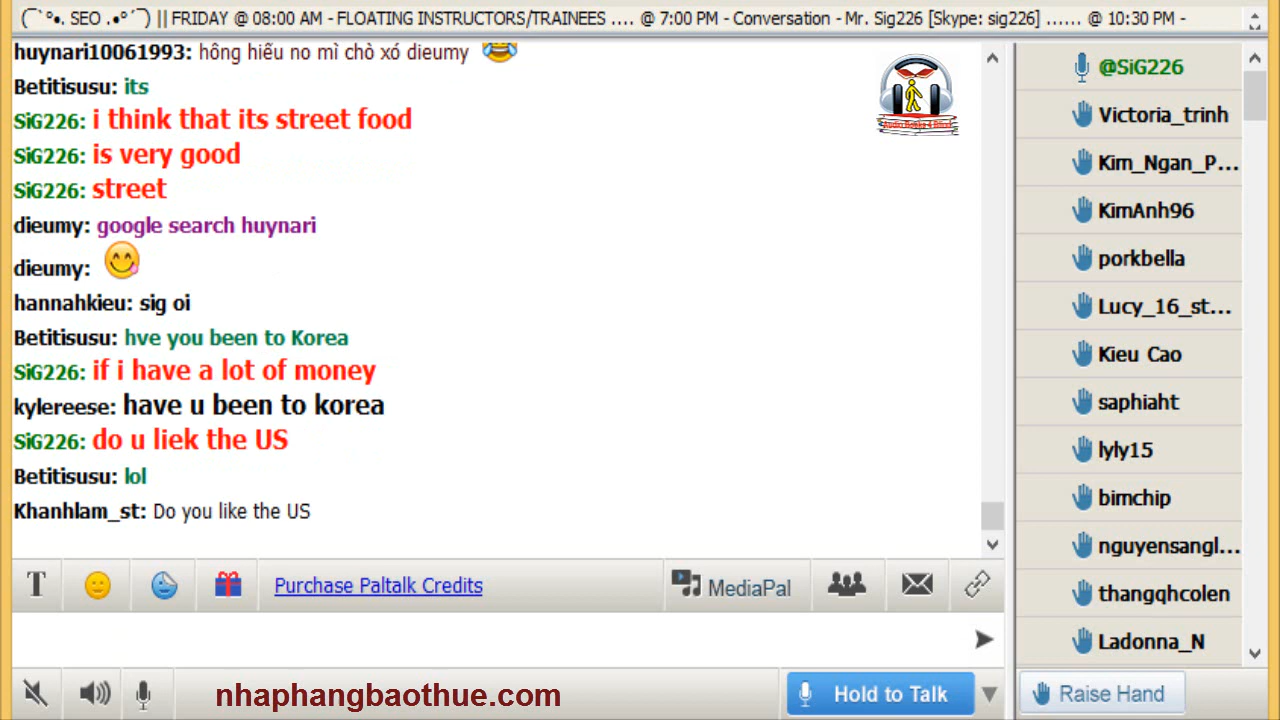 (¯`°•. SEO .•°´¯) || FRIDAY @ 08:00 AM - FLOATING INSTRUCTORS/TRAINEES .... @ 7:00 PM - Conversation - Mr. Sig226 [Skype: sig226] ...... @ 10:30 PM -
huynari10061993: hông hiếu no mì chò xó dieumy
Betitisusu: its
SiG226: i think that its street food
SiG226: is very good
SiG226: street
dieumy: google search huynari
dieumy:
hannahkieu: sig oi
Betitisusu: hve you been to Korea
SiG226: if i have a lot of money
kylereese: have u been to korea
SiG226: do u liek the US
Betitisusu: lol
Khanhlam_st: Do you like the US
@SiG226
Victoria_trinh
Kim_Ngan_P...
KimAnh96
porkbella
Lucy_16_st...
Kieu Cao
saphiaht
lyly15
bimchip
nguyensangl...
thangqhcolen
Ladonna_N
T Purchase Paltalk Credits MediaPal
nhaphangbaothue.com Hold to Talk Raise Hand